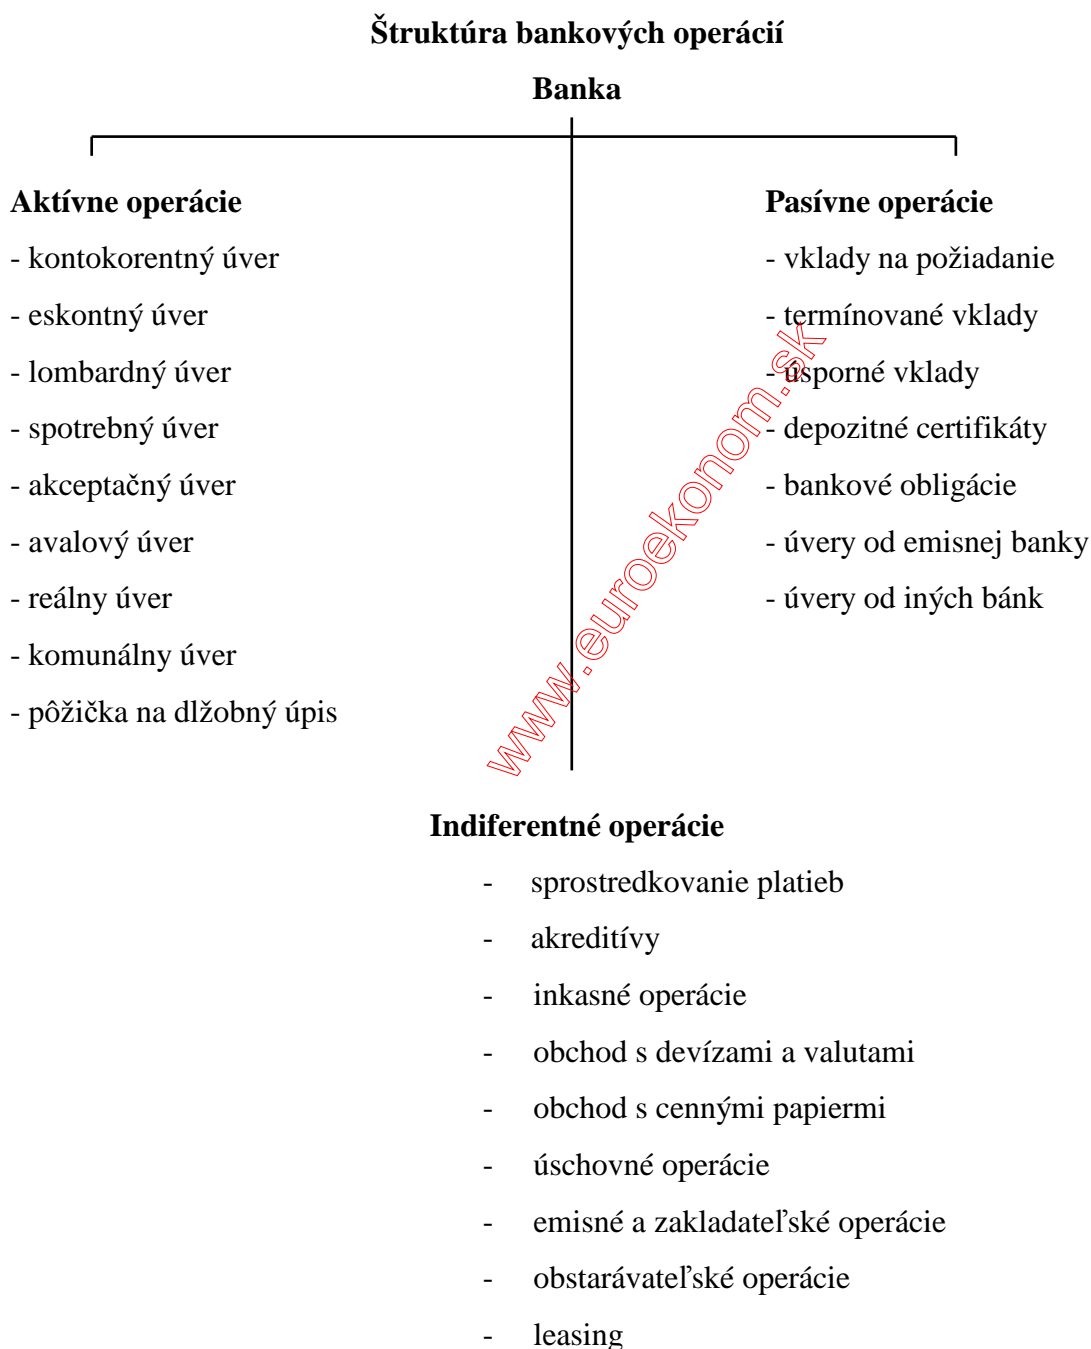 Štruktúra bankových operácií
Banka
Aktívne operácie
- kontokorentný úver
- eskontný úver
- lombardný úver
- spotrebný úver
- akceptačný úver
- avalový úver
- reálny úver
- komunálny úver
- pôžička na dlžobný úpis
Pasívne operácie
- vklady na požiadanie
- termínované vklady
- úsporné vklady
- depozitné certifikáty
- bankové obligácie
- úvery od emisnej banky
- úvery od iných bánk
www.euroekonom.sk
Indiferentné operácie
- sprostredkovanie platieb
- akreditívy
- inkasné operácie
- obchod s devízami a valutami
- obchod s cennými papiermi
- úschovné operácie
- emisné a zakladateľské operácie
- obstarávateľské operácie
- leasing